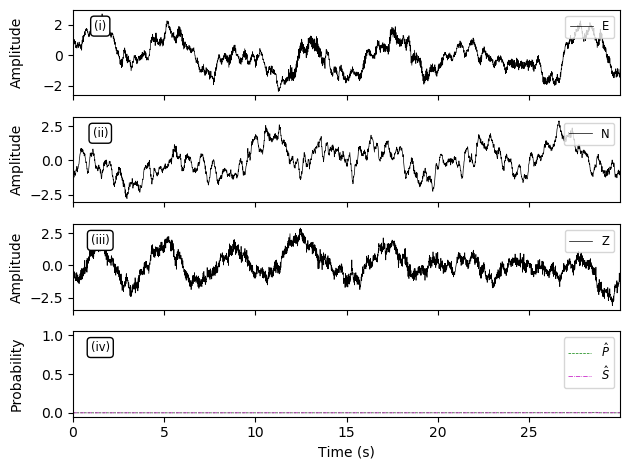 (i)
E
Amplitude
2
0
−2
(ii)
N
Amplitude
2.5
0.0
−2.5
(iii)
Z
Amplitude
2.5
0.0
−2.5
(iv)
P̂
Ŝ
Probability
1.0
0.5
0.0
0 5 10 15 20 25
Time (s)